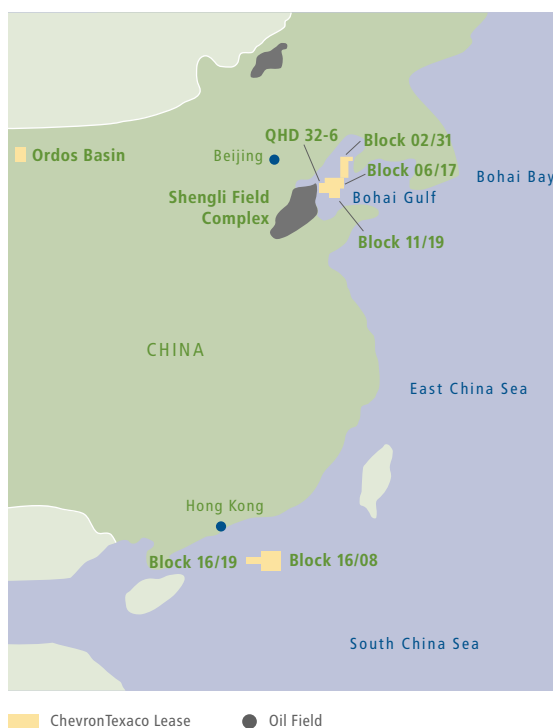 QHD 32-6
Block 02/31
Ordos Basin
Beijing
Block 06/17
Bohai Bay
Shengli Field
Complex
Bohai Gulf
Block 11/19
CHINA
East China Sea
Hong Kong
Block 16/19
Block 16/08
South China Sea
ChevronTexaco Lease
Oil Field